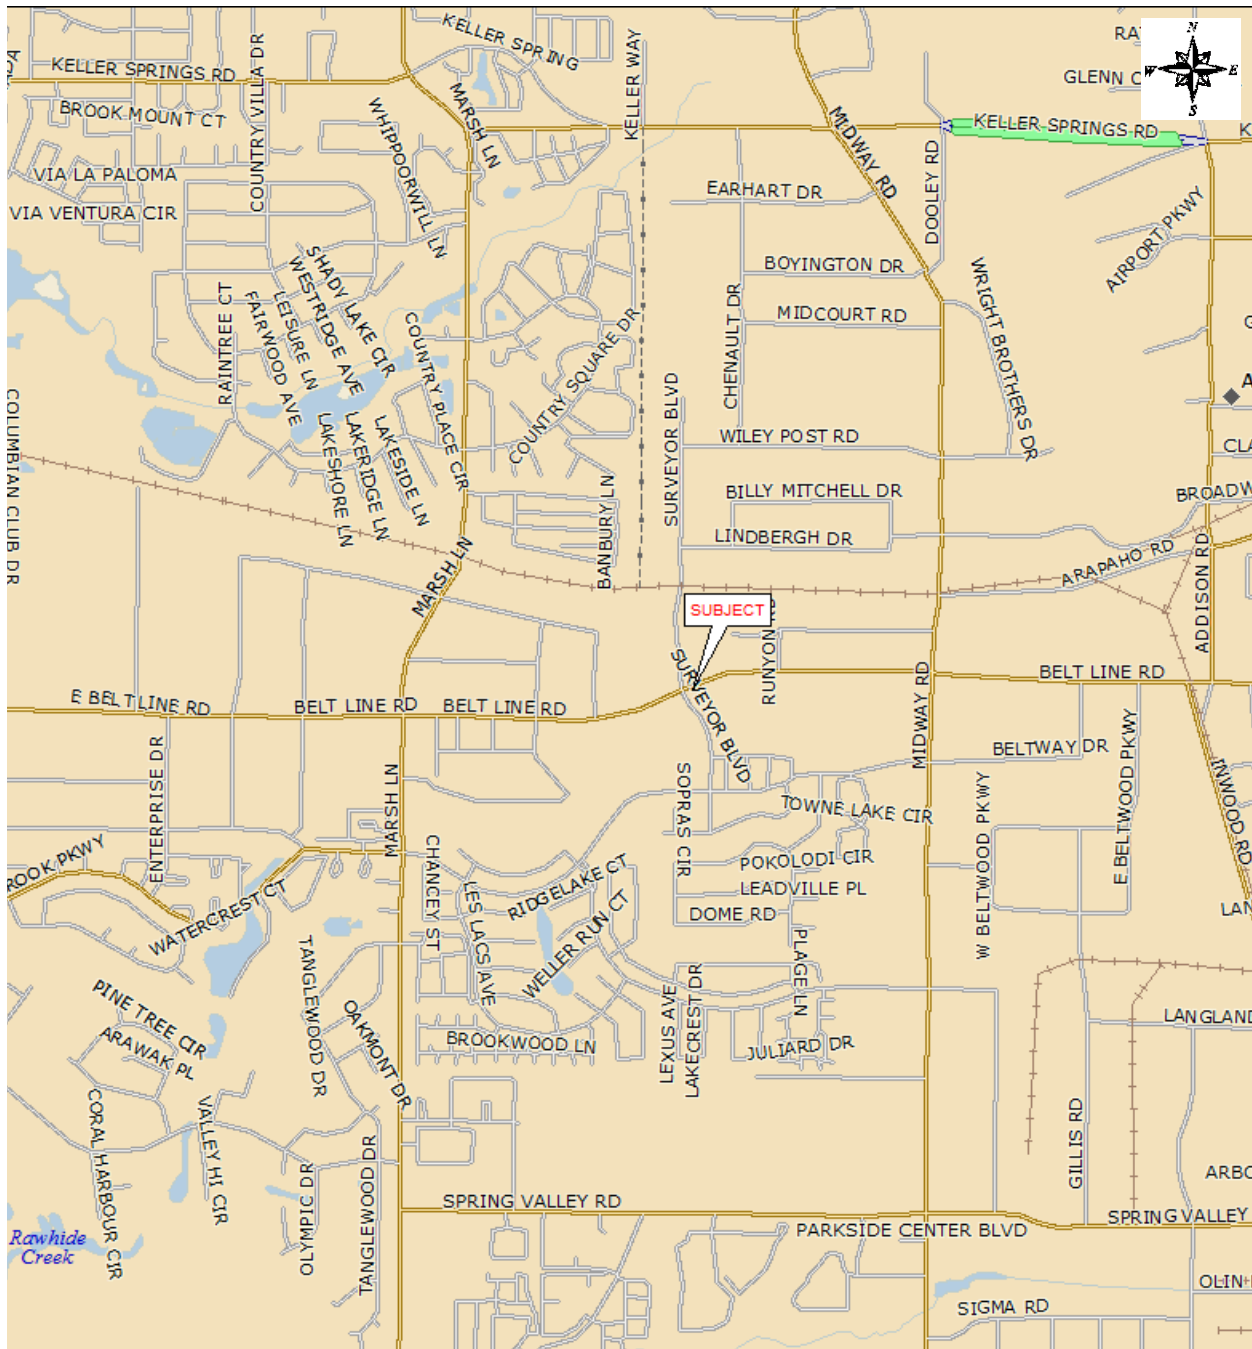 KELLER SPRING
KELLER WAY
N
W
E
S
RA
GLENN C
KELLER SPRINGS RD
COUNTRY VILLA DR
BROOK MOUNT CT
MARSH LN
WHIPPOORWILL LN
MIDWAY RD
KELLER SPRINGS RD
K
DOOLEY RD
VIA LA PALOMA
VIA VENTURA CIR
EARHART DR
AIRPORT PKWY
BOYINGTON DR
WRIGHT BROTHERS DR
SHADY LAKE CIR
WESTRIDGE AVE
LEISURE LN
FAIRWOOD AVE
RAINTREE CT
COUNTRY PLACE CIR
COUNTRY SQUARE DR
CHENAULT DR
MIDCOURT RD
A
COLUMBIAN CLUB DR
LAKESHORE LN
LAKERIDGE LN
LAKESIDE LN
SURVEYOR BLVD
WILEY POST RD
CLA
BANBURY LN
BILLY MITCHELL DR
BROADW
LINDBERGH DR
MARSH LN
ARAPAHO RD
ADDISON RD
SUBJECT
RUNYON RD
SURVEYOR BLVD
MIDWAY RD
BELT LINE RD
E BELT LINE RD
BELT LINE RD
BELT LINE RD
ENTERPRISE DR
MARSH LN
SOPRAS CIR
BELTWAY DR
E BELTWOOD PKWY
INWOOD RD
TOWNE LAKE CIR
W BELTWOOD PKWY
ROOK PKWY
CHANCEY ST
POKOLODI CIR
RIDGELAKE CT
LEADVILLE PL
LES LACS AVE
DOME RD
LAN
WATERCREST CT
WELLER RUN CT
PLAGE LN
TANGLEWOOD DR
PINE TREE CIR
ARAWAK PL
OAKMONT DR
LEXUS AVE
LAKECREST DR
LANGLAND
BROOKWOOD LN
JULIARD DR
CORAL HARBOUR CIR
VALLEY HI CIR
GILLIS RD
OLYMPIC DR
TANGLEWOOD DR
ARBO
SPRING VALLEY RD
SPRING VALLEY
PARKSIDE CENTER BLVD
Rawhide
Creek
OLIN
SIGMA RD